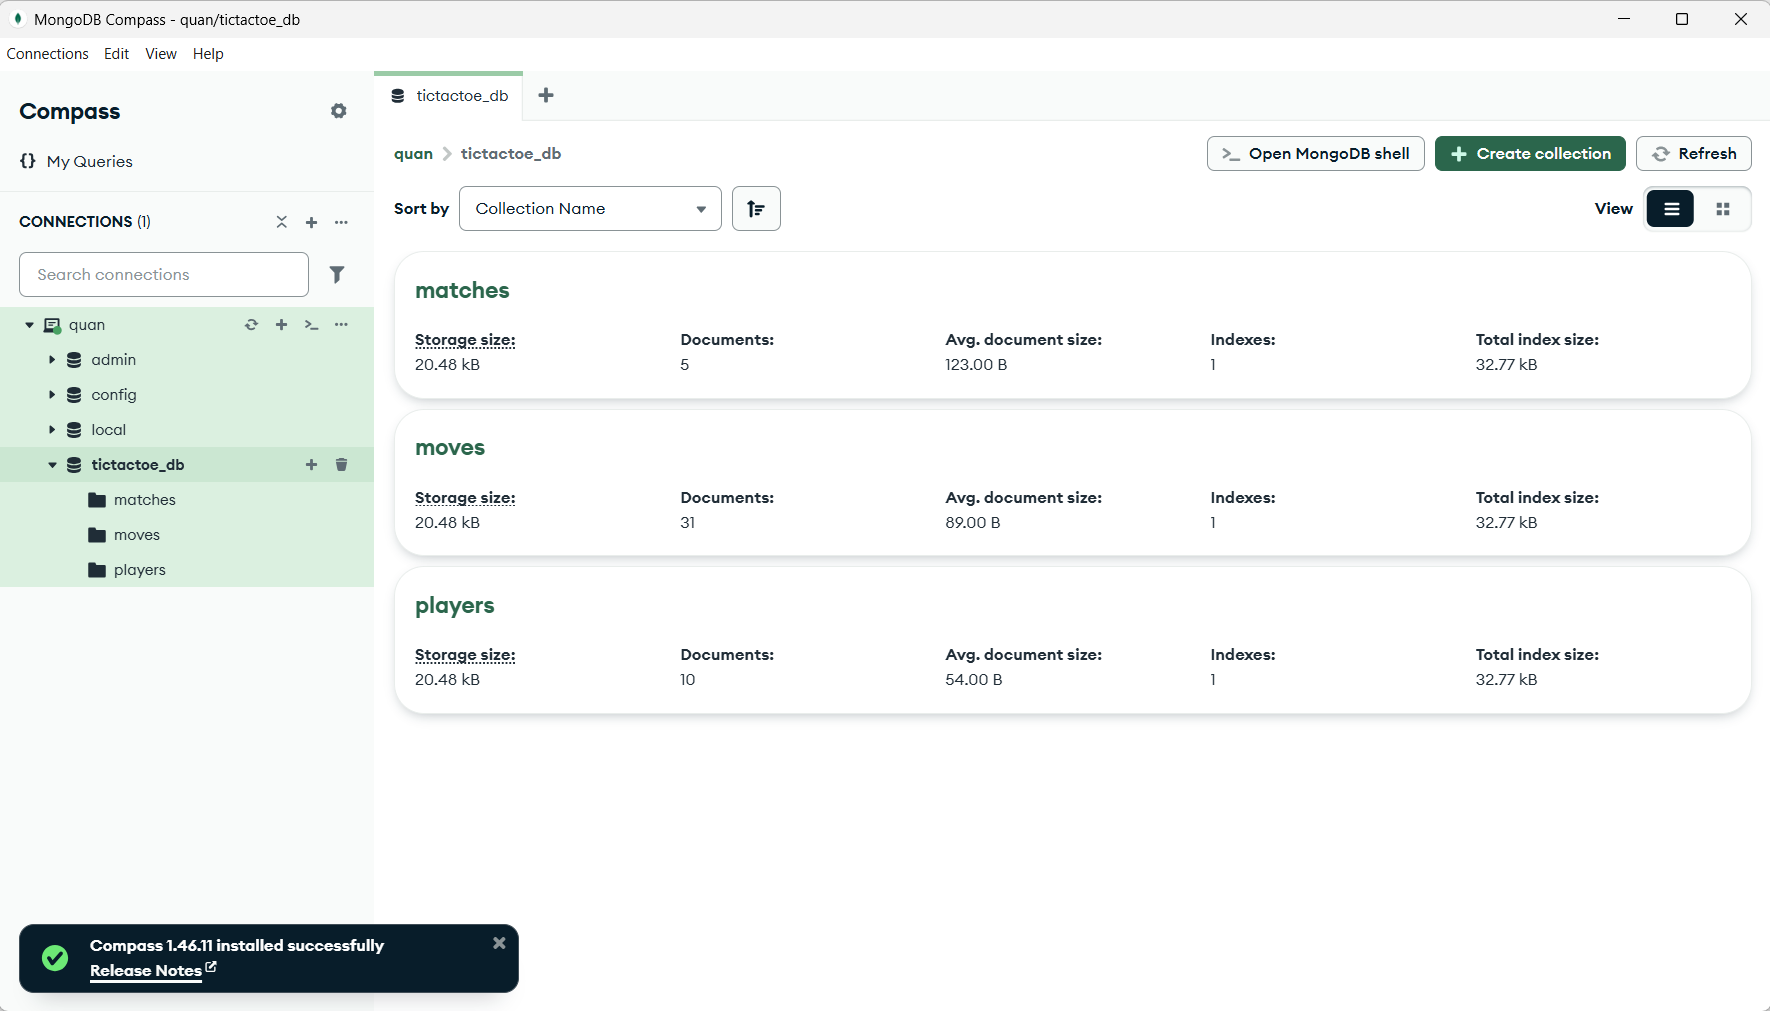 MongoDB Compass - quan/tictactoe_db
Connections Edit View Help
Compass
My Queries
CONNECTIONS (1)
Search connections
quan
admin
config
local
tictactoe_db
matches
moves
players
tictactoe_db
quan tictactoe_db
Open MongoDB shell
Create collection
Refresh
Sort by Collection Name
View
matches
Storage size: Documents: Avg. document size: Indexes: Total index size:
20.48 kB 5 123.00 B 1 32.77 kB
moves
Storage size: Documents: Avg. document size: Indexes: Total index size:
20.48 kB 31 89.00 B 1 32.77 kB
players
Storage size: Documents: Avg. document size: Indexes: Total index size:
20.48 kB 10 54.00 B 1 32.77 kB
Compass 1.46.11 installed successfully
Release Notes